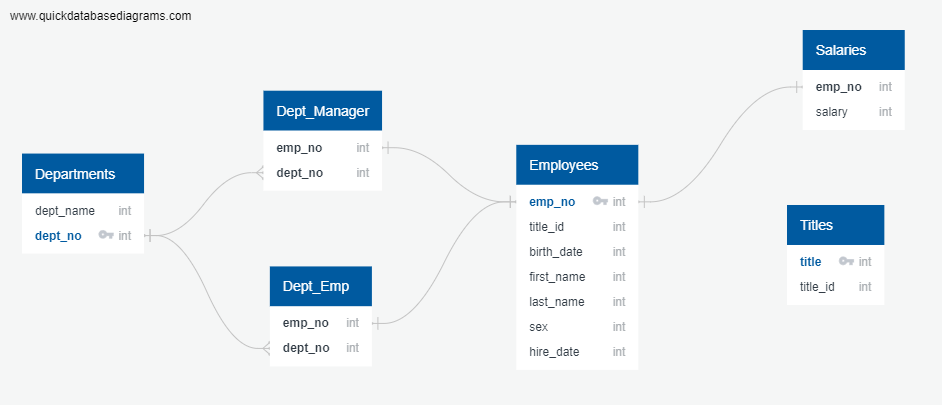 www.quickdatabasediagrams.com
Departments
dept_name int
dept_no int
Dept_Manager
emp_no int
dept_no int
Dept_Emp
emp_no int
dept_no int
Employees
emp_no int
title_id int
birth_date int
first_name int
last_name int
sex int
hire_date int
Salaries
emp_no int
salary int
Titles
title int
title_id int